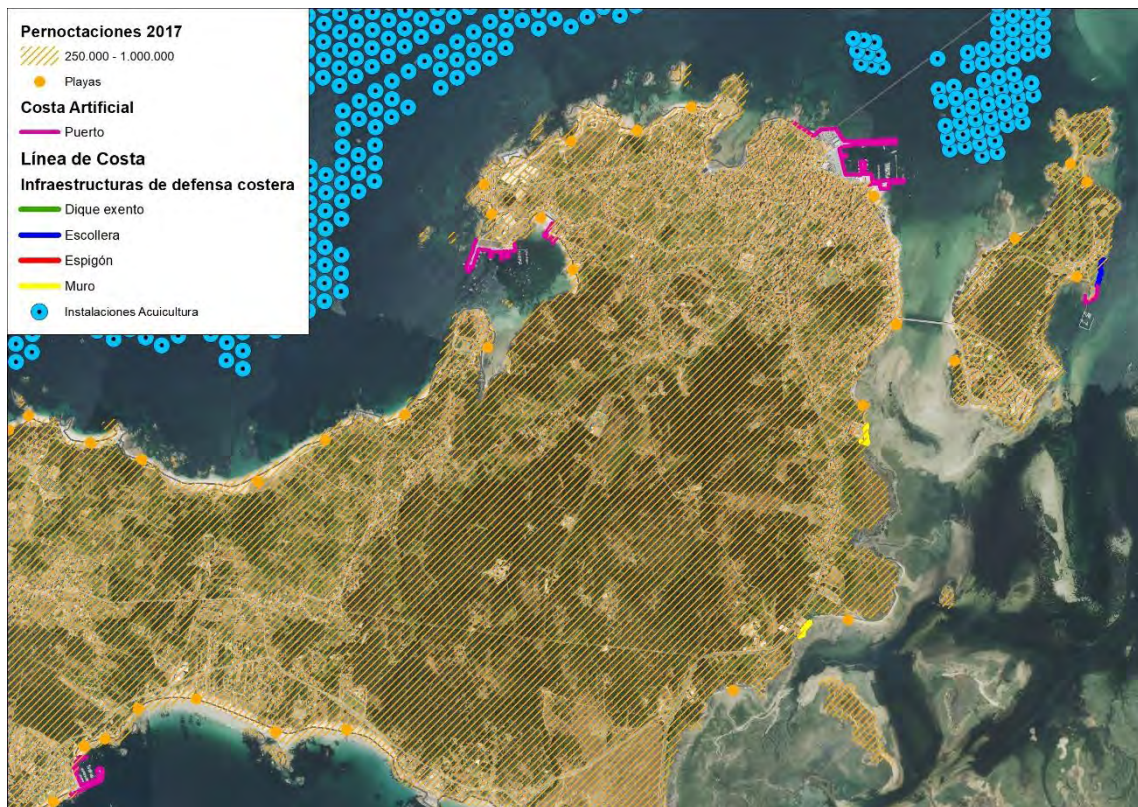 Pernoctaciones 2017
250.000 - 1.000.000
Playas
Costa Artificial
Puerto
Línea de Costa
Infraestructuras de defensa costera
Dique exento
Escollera
Espigón
Muro
Instalaciones Acuicultura